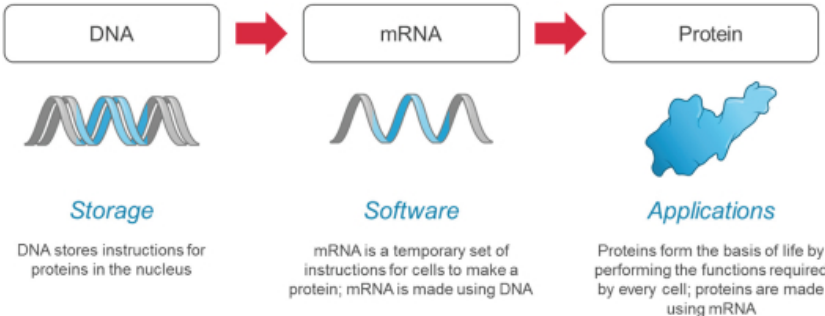 DNA
mRNA
Protein
Storage
Software
Applications
DNA stores instructions for
proteins in the nucleus
mRNA is a temporary set of
instructions for cells to make a
protein; mRNA is made using DNA
Proteins form the basis of life by
performing the functions required
by every cell; proteins are made
using mRNA